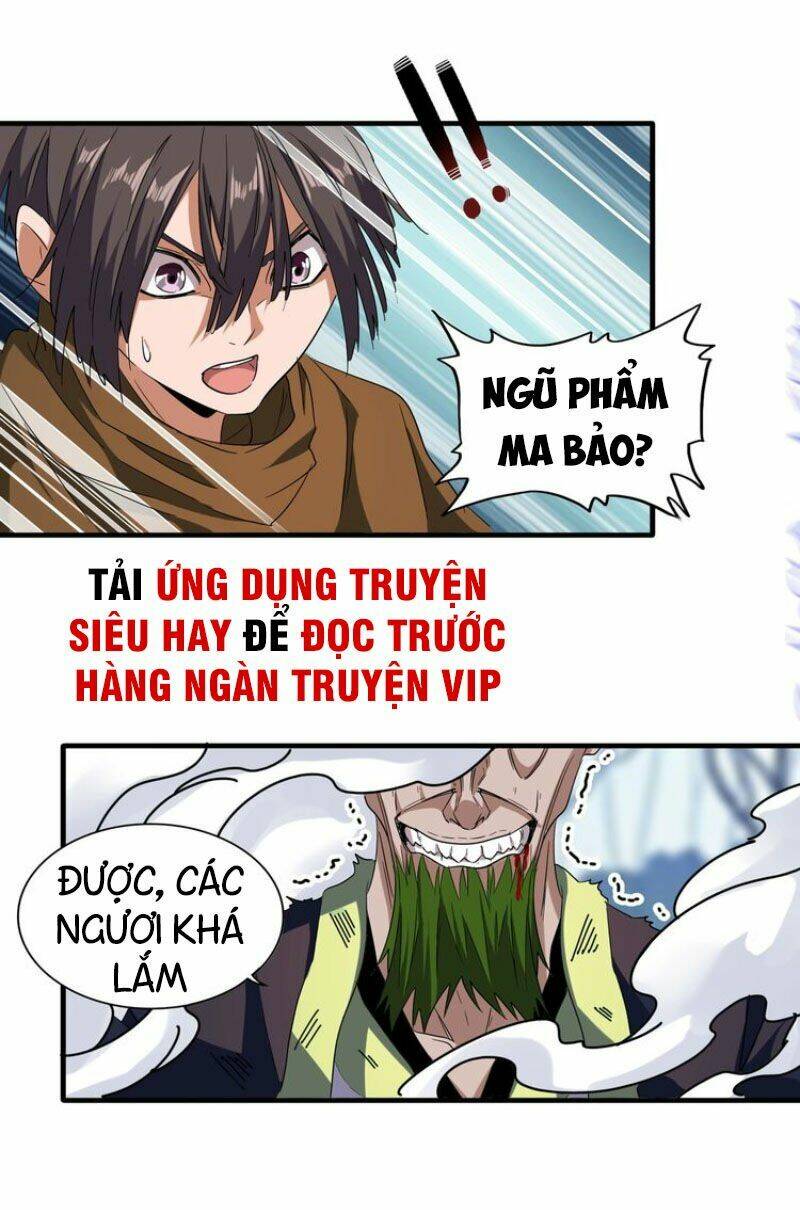 !!
NGŨ PHẨM
MA BẢO?
TẢI ỨNG DỤNG TRUYỆN
SIÊU HAY ĐỂ ĐỌC TRƯỚC
HÀNG NGÀN TRUYỆN VIP
ĐƯỢC, CÁC
NGƯƠI KHÁ
LẮM